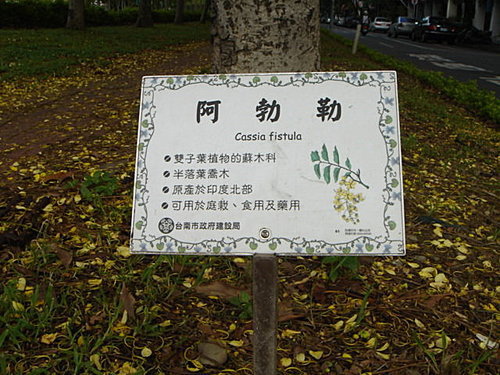 阿勃勒
Cassia fistula
雙子葉植物的蘇木科
半落葉喬木
原產於印度北部
可用於庭栽、食用及藥用
台南市政府建設局